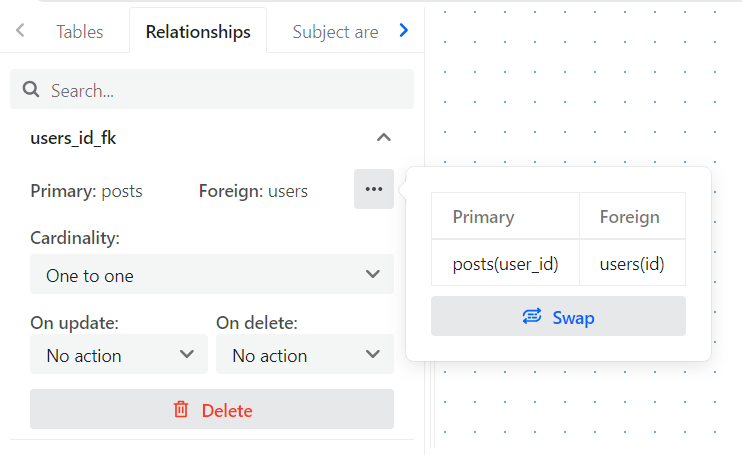 Tables Relationships Subject are
Search...
users_id_fk
Primary: posts Foreign: users
Cardinality:
One to one
On update: On delete:
No action No action
Delete
Primary Foreign
posts(user_id) users(id)
Swap